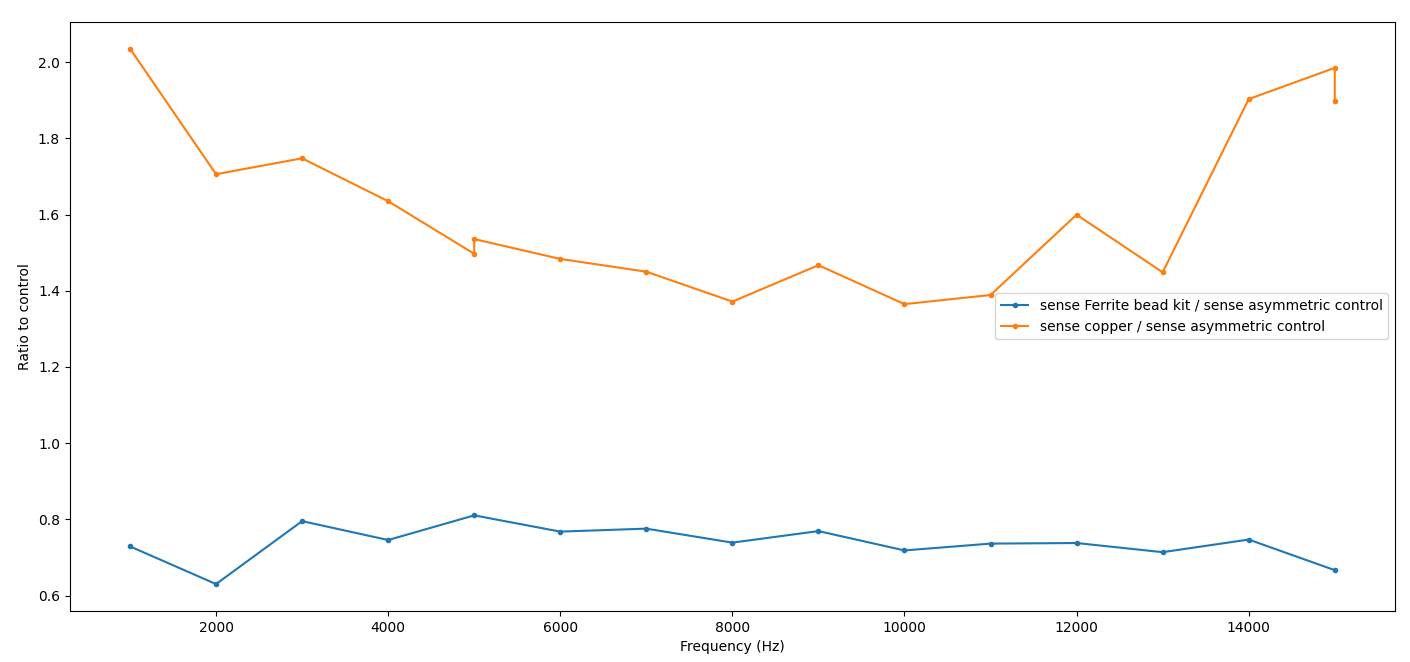 2.0
1.8
1.6
1.4
1.2
1.0
0.8
0.6
Ratio to control
sense Ferrite bead kit / sense asymmetric control
sense copper / sense asymmetric control
2000 4000 6000 8000 10000 12000 14000
Frequency (Hz)